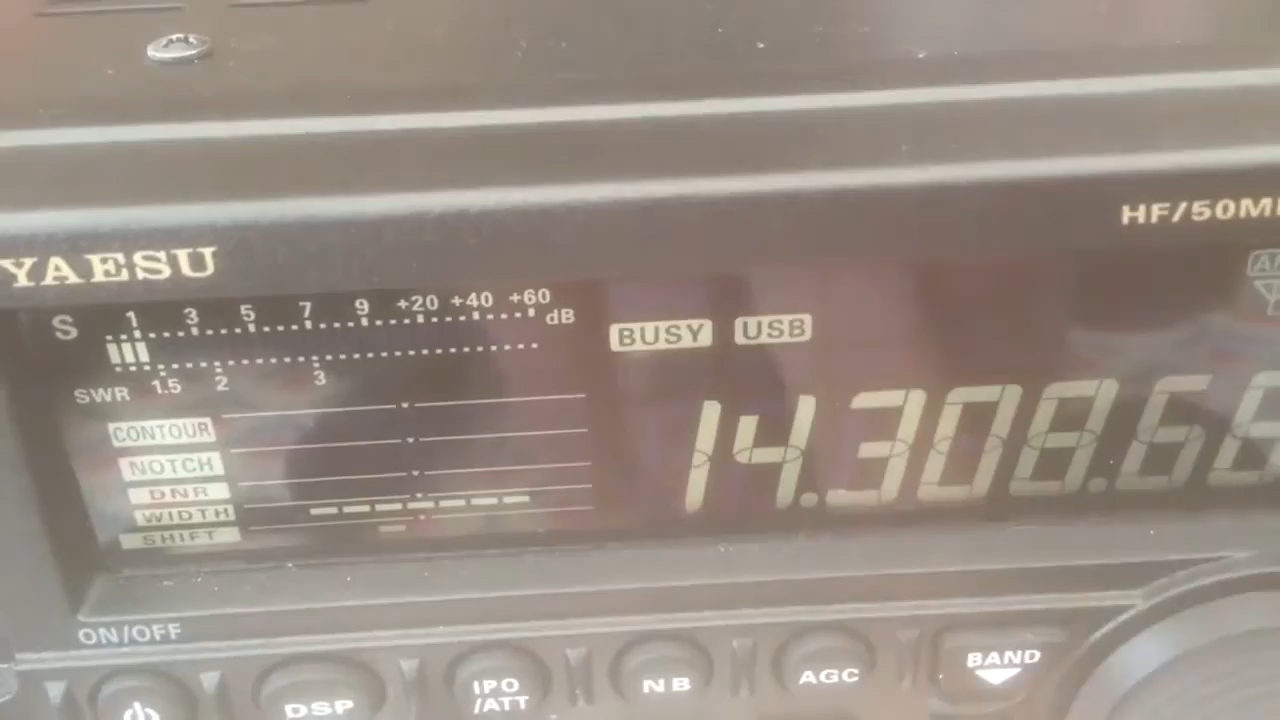 HF/50M
YAESU
S 1 3 5 7 9 +20 +40 +60 dB
BUSY USB
SWR 1.5 2 3
14.308.6
CONTOUR
NOTCH
DNR
WIDTH
SHIFT
ON/OFF
DSP
IPO
/ATT
NB
AGC
BAND